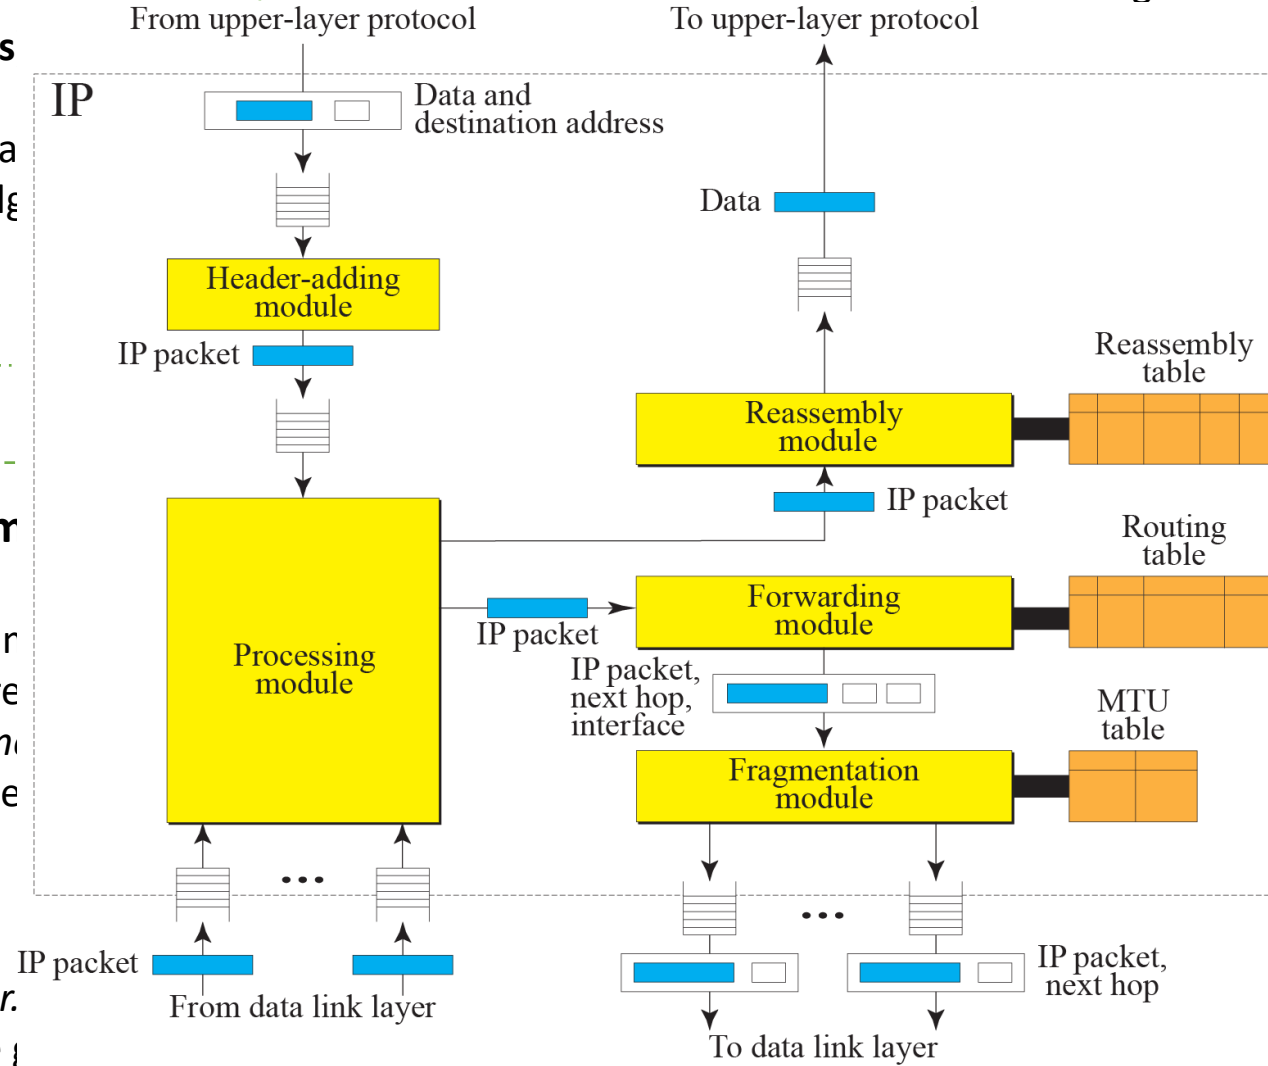 From upper-layer protocol
To upper-layer protocol
s
IP
Data and
destination address
a
Data
Header-adding
module
IP packet
Reassembly
table
Reassembly
module
IP packet
m
Routing
table
Forwarding
module
IP packet
Processing
module
IP packet,
next hop,
interface
re
MTU
table
Fragmentation
module
e
IP packet
From data link layer
IP packet,
next hop
r.
To data link layer